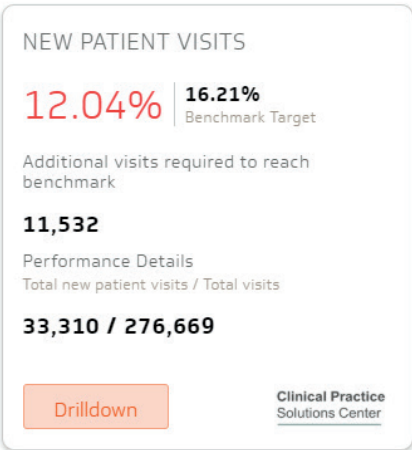 NEW PATIENT VISITS
12.04%
16.21%
Benchmark Target
Additional visits required to reach
benchmark
11,532
Performance Details
Total new patient visits / Total visits
33,310 / 276,669
Drilldown
Clinical Practice
Solutions Center